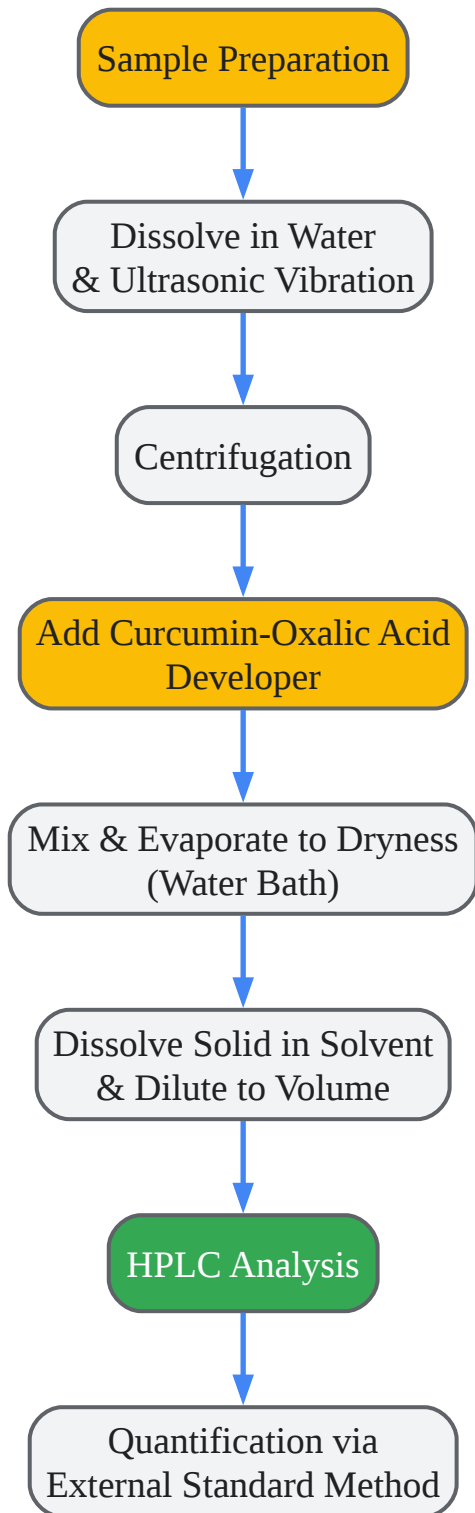 Sample Preparation
Dissolve in Water
& Ultrasonic Vibration
Centrifugation
Add Curcumin-Oxalic Acid
Developer
Mix & Evaporate to Dryness
(Water Bath)
Dissolve Solid in Solvent
& Dilute to Volume
HPLC Analysis
Quantification via
External Standard Method